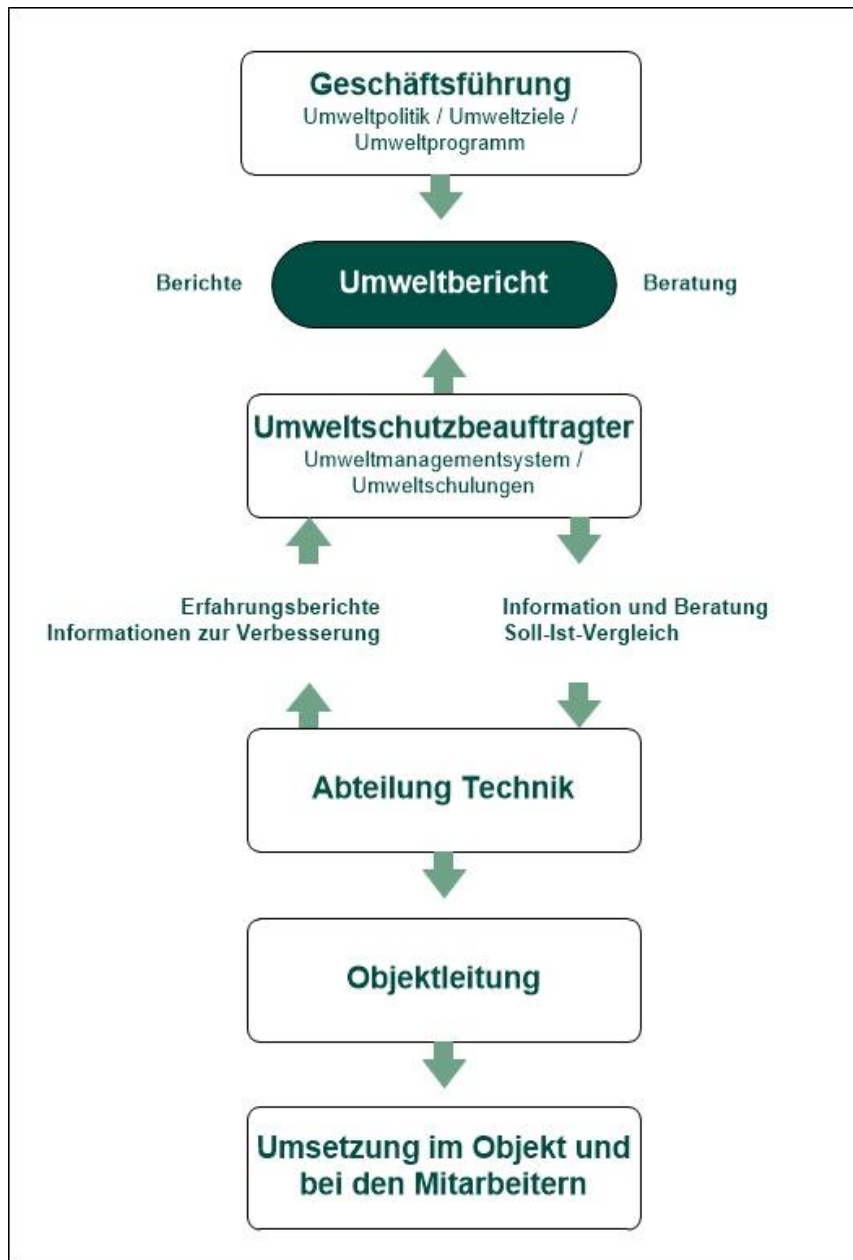 Geschäftsführung
Umweltpolitik / Umweltziele /
Umweltprogramm
Berichte
Umweltbericht
Beratung
Umweltschutzbeauftragter
Umweltmanagementsystem /
Umweltschulungen
Erfahrungsberichte
Informationen zur Verbesserung
Information und Beratung
Soll-Ist-Vergleich
Abteilung Technik
Objektleitung
Umsetzung im Objekt und
bei den Mitarbeitern